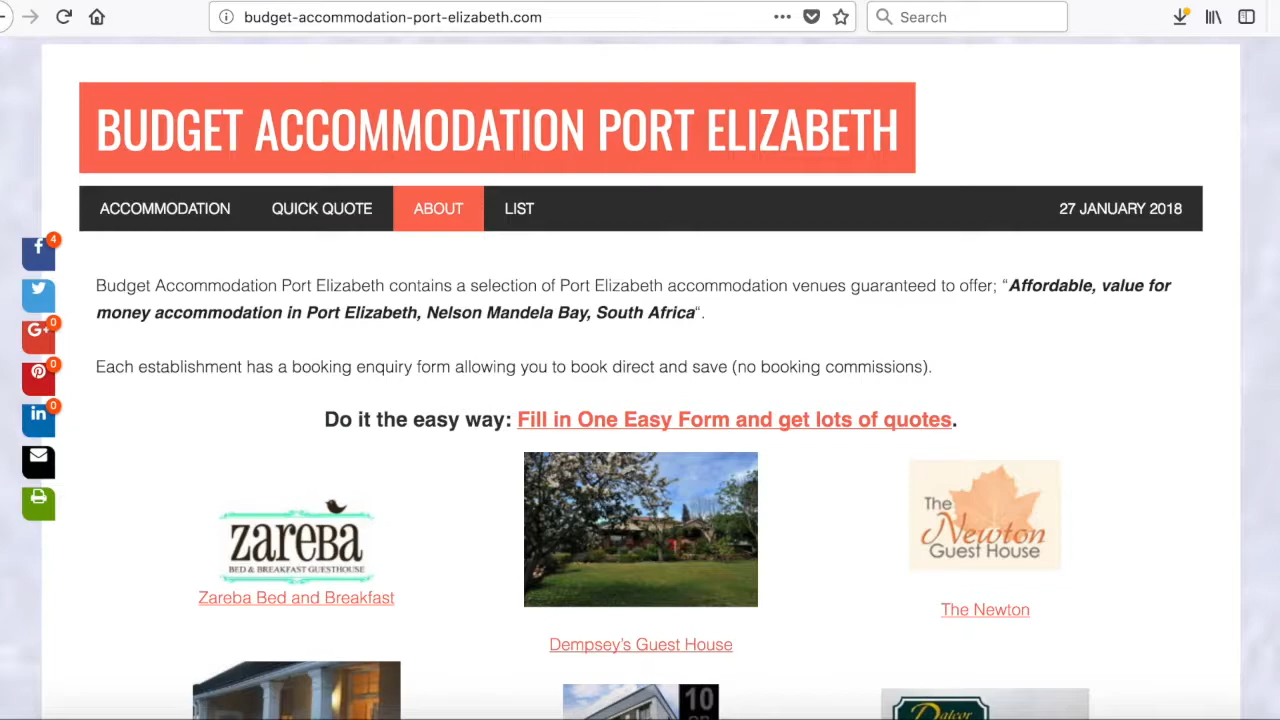 budget-accommodation-port-elizabeth.com
Search
BUDGET ACCOMMODATION PORT ELIZABETH
ACCOMMODATION QUICK QUOTE ABOUT LIST 27 JANUARY 2018
4
0
0
0
Budget Accommodation Port Elizabeth contains a selection of Port Elizabeth accommodation venues guaranteed to offer; “Affordable, value for
money accommodation in Port Elizabeth, Nelson Mandela Bay, South Africa“.
Each establishment has a booking enquiry form allowing you to book direct and save (no booking commissions).
Do it the easy way: Fill in One Easy Form and get lots of quotes.
zareba
BED & BREAKFAST GUESTHOUSE
Zareba Bed and Breakfast
Dempsey’s Guest House
The
Newton
Guest House
The Newton
10